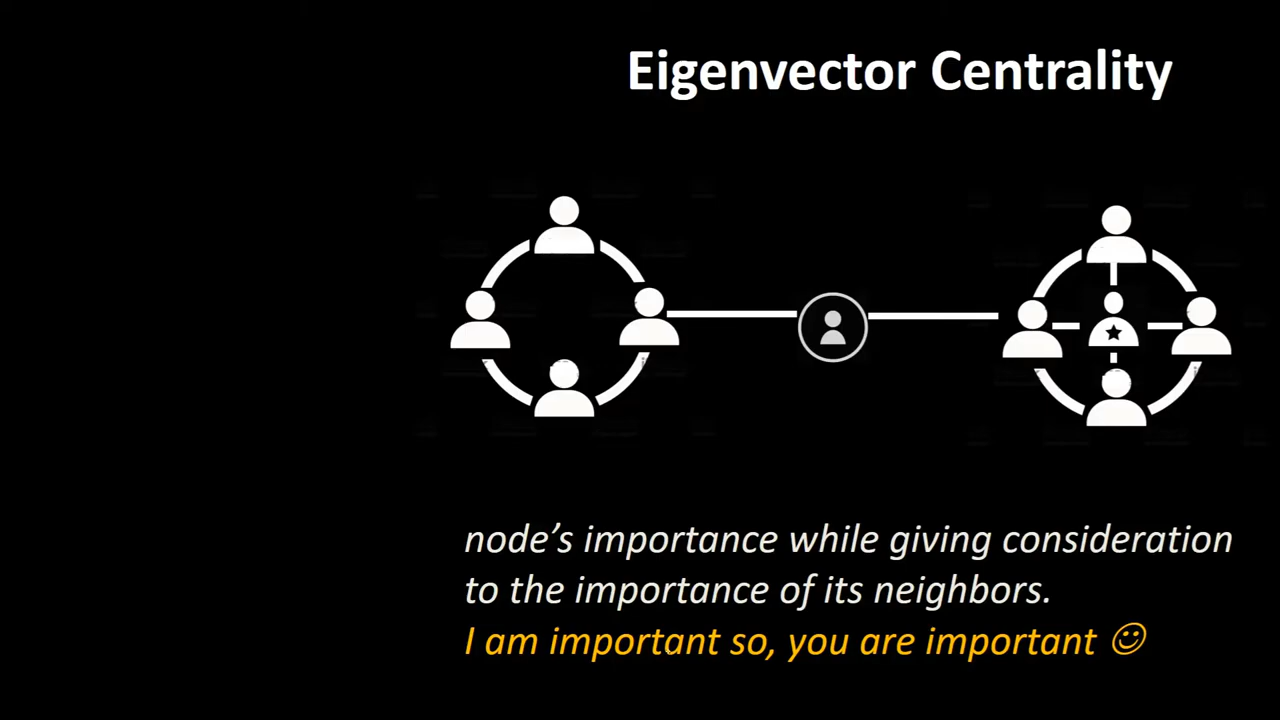 Eigenvector Centrality
node's importance while giving consideration
to the importance of its neighbors.
I am important so, you are important ☺